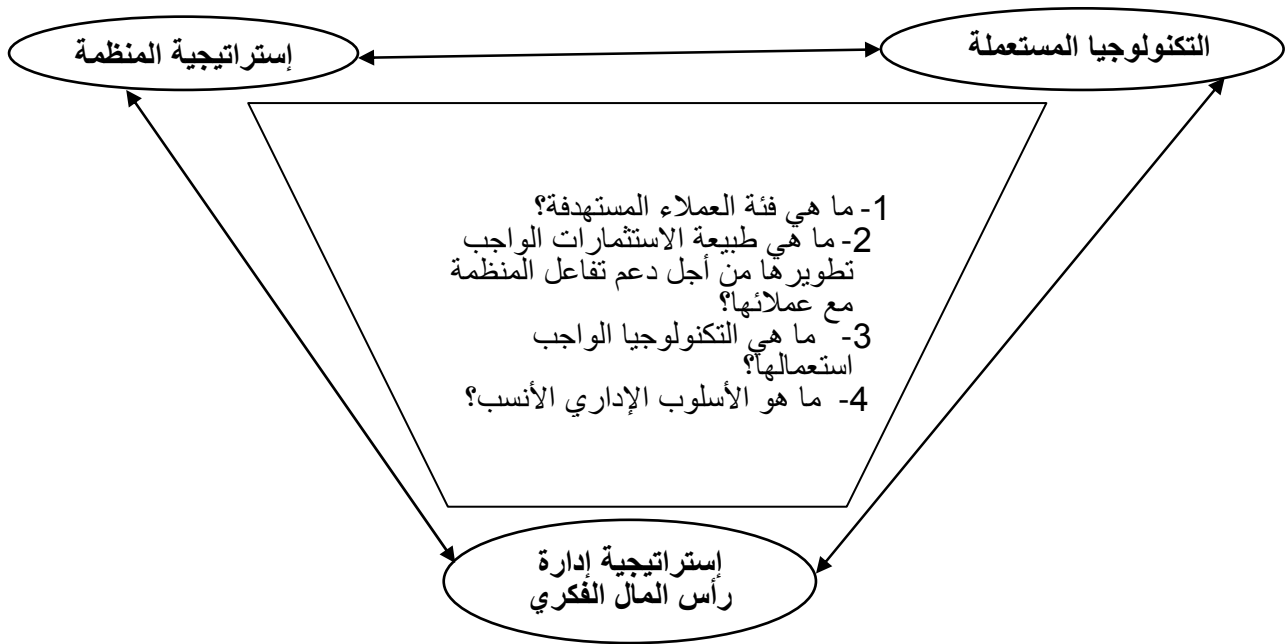 التكنولوجيا المستعملة
إستراتيجية المنظمة
1- ما هي فئة العملاء المستهدفة؟
2- ما هي طبيعة الاستثمارات الواجب
تطويرها من أجل دعم تفاعل المنظمة
مع عملائها؟
3- ما هي التكنولوجيا الواجب
استعمالها؟
4- ما هو الأسلوب الإداري الأنسب؟
إستراتيجية إدارة
رأس المال الفكري